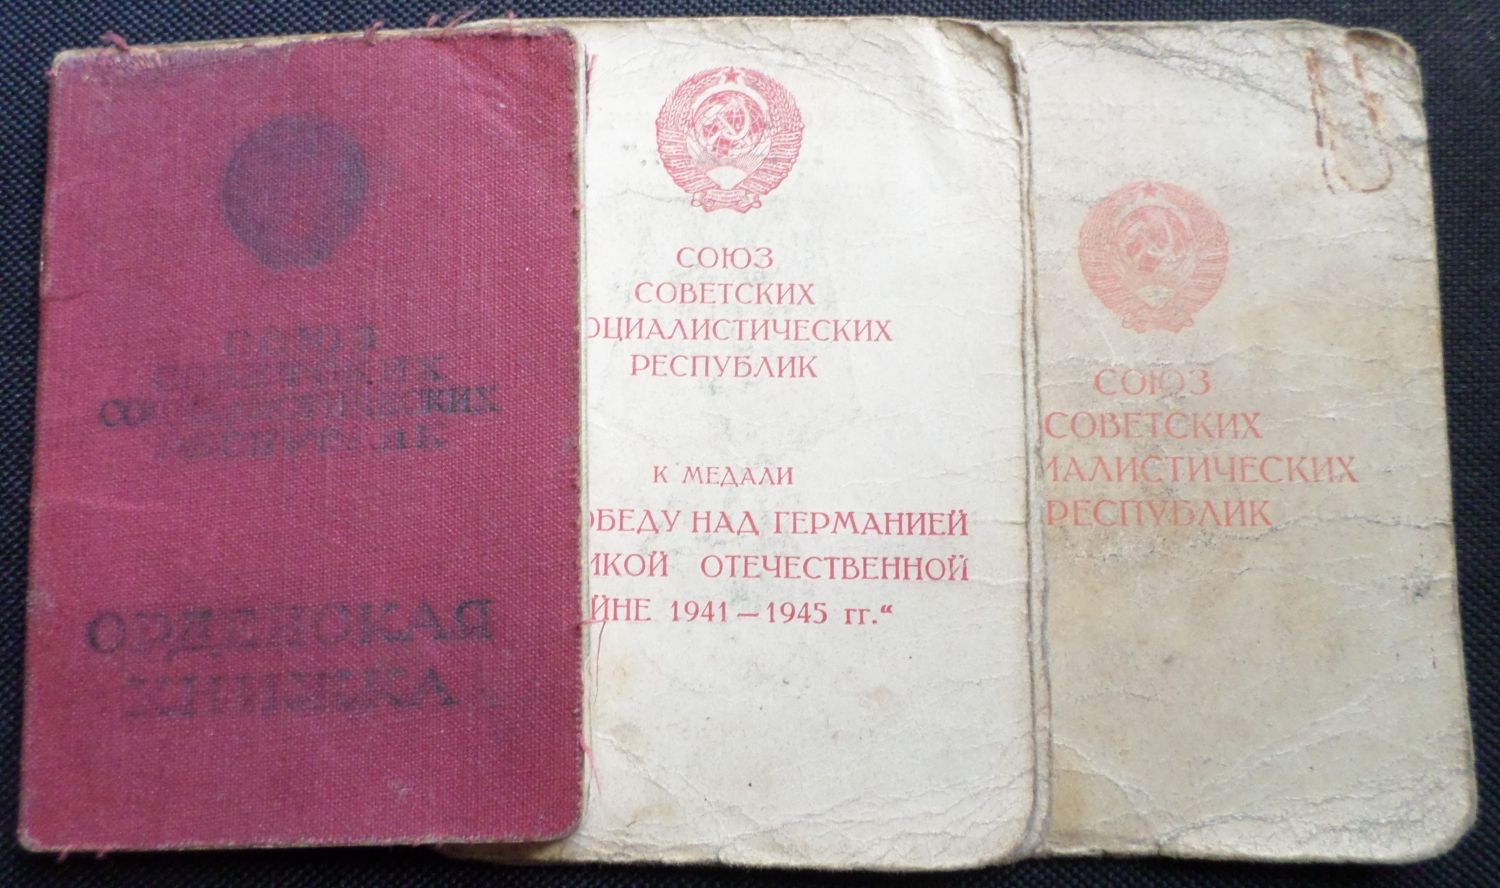 СОЮЗ
СОВЕТСКИХ
СОЦИАЛИСТИЧЕСКИХ
РЕСПУБЛИК
ОРДЕНСКАЯ
КНИЖКА
СОЮЗ
СОВЕТСКИХ
ОЦИАЛИСТИЧЕСКИХ
РЕСПУБЛИК
К МЕДАЛИ
ОБЕДУ НАД ГЕРМАНИЕЙ
ИКОЙ ОТЕЧЕСТВЕННОЙ
ЙНЕ 1941—1945 гг.“
СОЮЗ
СОВЕТСКИХ
ИАЛИСТИЧЕСКИХ
РЕСПУБЛИК